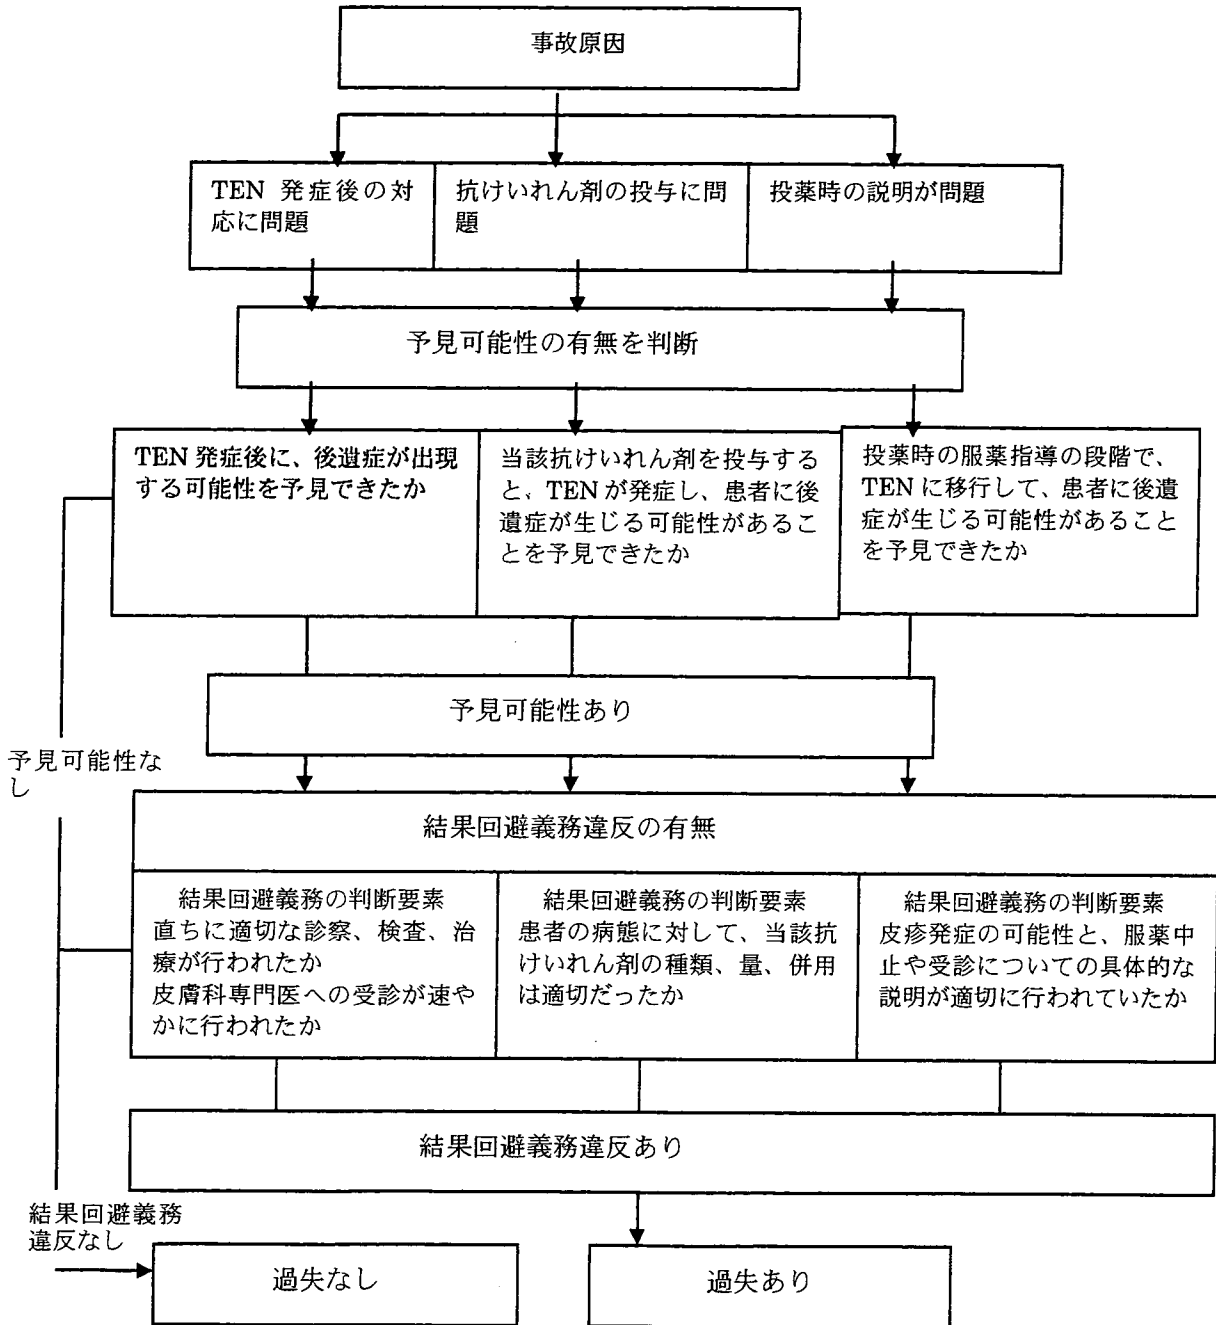 事故原因
TEN 発症後の対
応に問題
抗けいれん剤の投与に問
題
投薬時の説明が問題
予見可能性の有無を判断
TEN 発症後に、後遺症が出現
する可能性を予見できたか
当該抗けいれん剤を投与する
と、TEN が発症し、患者に後
遺症が生じる可能性があるこ
とを予見できたか
投薬時の服薬指導の段階で、
TEN に移行して、患者に後遺
症が生じる可能性があること
を予見できたか
予見可能性あり
予見可能性な
し
結果回避義務違反の有無
結果回避義務の判断要素
直ちに適切な診察、検査、治
療が行われたか
皮膚科専門医への受診が速や
かに行われたか
結果回避義務の判断要素
患者の病態に対して、当該抗
けいれん剤の種類、量、併用
は適切だったか
結果回避義務の判断要素
皮疹発症の可能性と、服薬中
止や受診についての具体的な
説明が適切に行われていたか
結果回避義務違反あり
結果回避義務
違反なし
過失なし
過失あり